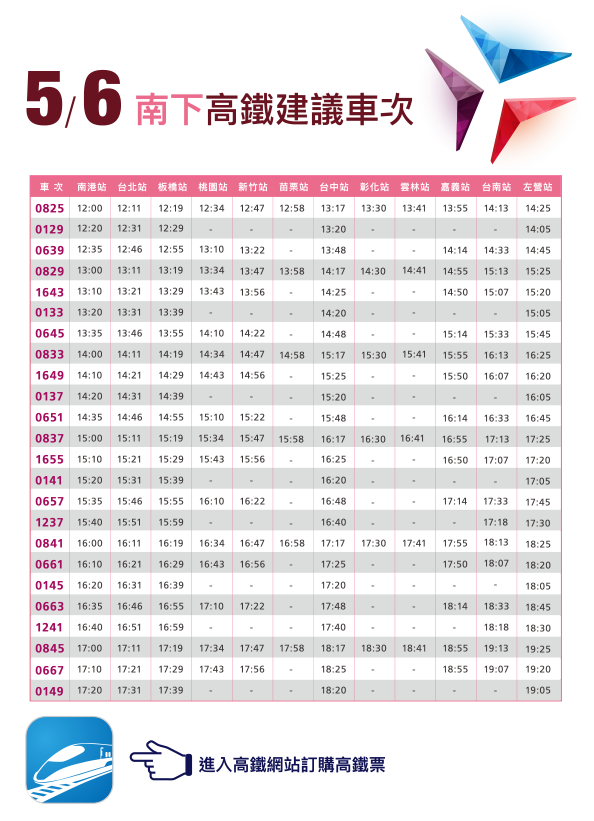 5/6 南下高鐵建議車次
車次 南港站 台北站 板橋站 桃園站 新竹站 苗栗站 台中站 彰化站 雲林站 嘉義站 台南站 左營站
0825 12:00 12:11 12:19 12:34 12:47 12:58 13:17 13:30 13:41 13:55 14:13 14:25
0129 12:20 12:31 12:29 - - - 13:20 - - - - 14:05
0639 12:35 12:46 12:55 13:10 13:22 - 13:48 - - 14:14 14:33 14:45
0829 13:00 13:11 13:19 13:34 13:47 13:58 14:17 14:30 14:41 14:55 15:13 15:25
1643 13:10 13:21 13:29 13:43 13:56 - 14:25 - - 14:50 15:07 15:20
0133 13:20 13:31 13:39 - - - 14:20 - - - - 15:05
0645 13:35 13:46 13:55 14:10 14:22 - 14:48 - - 15:14 15:33 15:45
0833 14:00 14:11 14:19 14:34 14:47 14:58 15:17 15:30 15:41 15:55 16:13 16:25
1649 14:10 14:21 14:29 14:43 14:56 - 15:25 - - 15:50 16:07 16:20
0137 14:20 14:31 14:39 - - - 15:20 - - - - 16:05
0651 14:35 14:46 14:55 15:10 15:22 - 15:48 - - 16:14 16:33 16:45
0837 15:00 15:11 15:19 15:34 15:47 15:58 16:17 16:30 16:41 16:55 17:13 17:25
1655 15:10 15:21 15:29 15:43 15:56 - 16:25 - - 16:50 17:07 17:20
0141 15:20 15:31 15:39 - - - 16:20 - - - - 17:05
0657 15:35 15:46 15:55 16:10 16:22 - 16:48 - - 17:14 17:33 17:45
1237 15:40 15:51 15:59 - - - 16:40 - - - 17:18 17:30
0841 16:00 16:11 16:19 16:34 16:47 16:58 17:17 17:30 17:41 17:55 18:13 18:25
0661 16:10 16:21 16:29 16:43 16:56 - 17:25 - - 17:50 18:07 18:20
0145 16:20 16:31 16:39 - - - 17:20 - - - - 18:05
0663 16:35 16:46 16:55 17:10 17:22 - 17:48 - - 18:14 18:33 18:45
1241 16:40 16:51 16:59 - - - 17:40 - - - 18:18 18:30
0845 17:00 17:11 17:19 17:34 17:47 17:58 18:17 18:30 18:41 18:55 19:13 19:25
0667 17:10 17:21 17:29 17:43 17:56 - 18:25 - - 18:55 19:07 19:20
0149 17:20 17:31 17:39 - - - 18:20 - - - - 19:05
進入高鐵網站訂購高鐵票